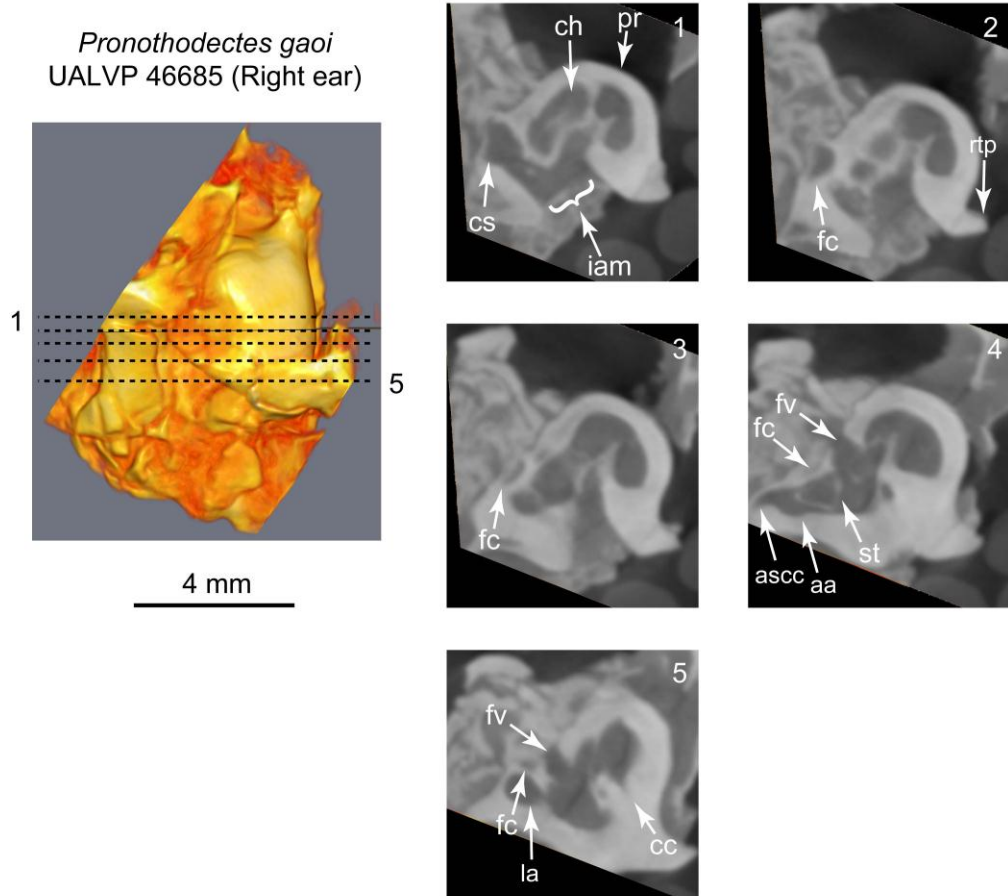 Pronothodectes gaoi
UALVP 46685 (Right ear)
1
5
4 mm
1
ch
pr
cs
iam
2
rtp
fc
3
fc
4
fv
fc
st
ascc
aa
5
fv
fc
la
cc